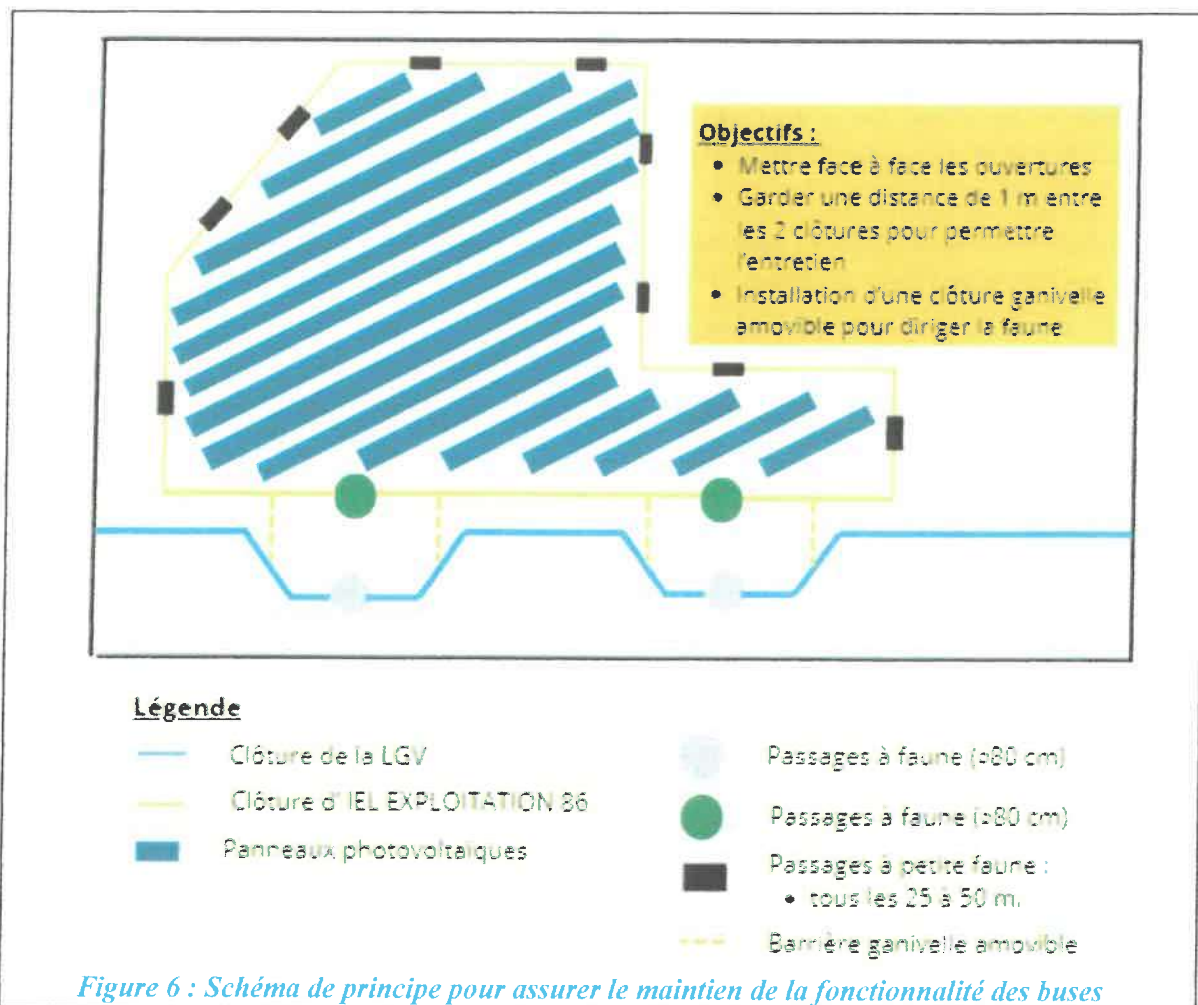 Objectifs :
• Mettre face à face les ouvertures
• Garder une distance de 1 m entre
les 2 clôtures pour permettre
l'entretien
• Installation d'une clôture ganivelle
amovible pour diriger la faune
Légende
Clôture de la LGV
Clôture d' IEL EXPLOITATION 86
Panneaux photovoltaïques
Passages à faune (⌀80 cm)
Passages à faune (⌀80 cm)
Passages à petite faune :
• tous les 25 à 50 m.
Barrière ganivelle amovible
Figure 6 : Schéma de principe pour assurer le maintien de la fonctionnalité des buses